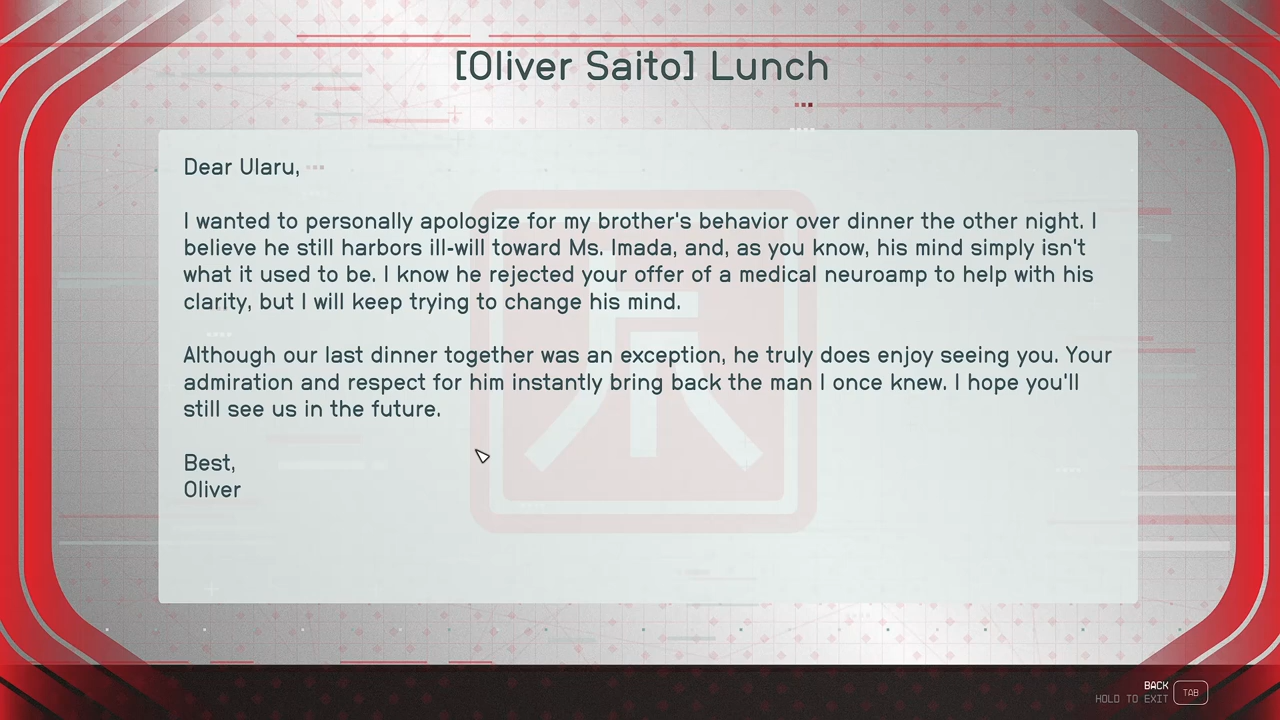 [Oliver Saito] Lunch
Dear Ularu,
I wanted to personally apologize for my brother's behavior over dinner the other night. I
believe he still harbors ill-will toward Ms. Imada, and, as you know, his mind simply isn't
what it used to be. I know he rejected your offer of a medical neuroamp to help with his
clarity, but I will keep trying to change his mind.
Although our last dinner together was an exception, he truly does enjoy seeing you. Your
admiration and respect for him instantly bring back the man I once knew. I hope you'll
still see us in the future.
Best,
Oliver
BACK
HOLD TO EXIT
TAB